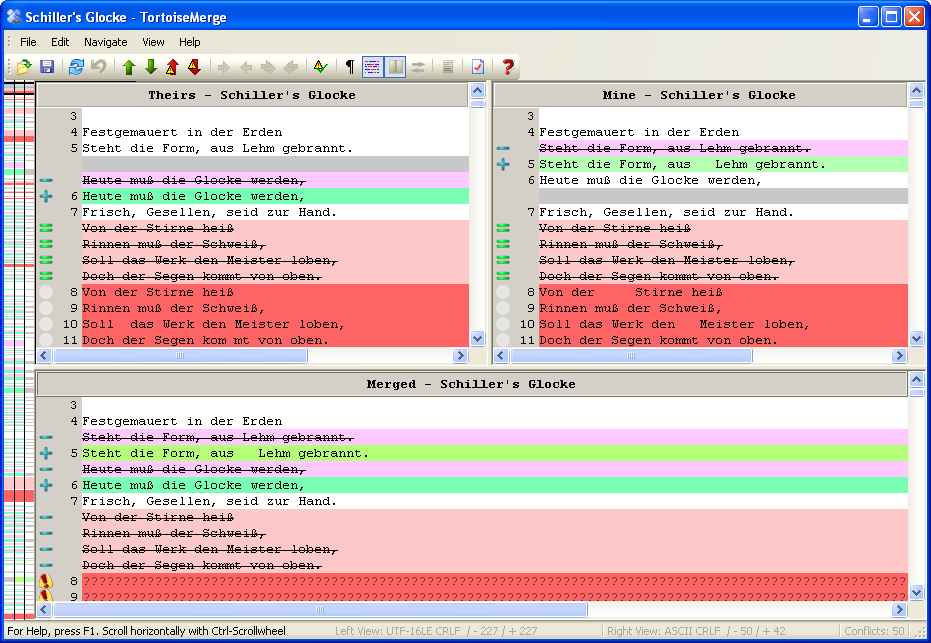 Schiller's Glocke - TortoiseMerge
File Edit Navigate View Help
Theirs - Schiller's Glocke
3
4 Festgemauert in der Erden
5 Steht die Form, aus Lehm gebrannt.
Heute muß die Glocke werden,
6 Heute muß die Glocke werden,
7 Frisch, Gesellen, seid zur Hand.
Von der Stirne heiß
Rinnen muß der Schweiß,
Soll das Werk den Meister loben,
Doch der Segen kommt von oben.
8 Von der Stirne heiß
9 Rinnen muß der Schweiß,
10 Soll  das Werk den Meister loben,
11 Doch der Segen kom mt von oben.
Mine - Schiller's Glocke
3
4 Festgemauert in der Erden
Steht die Form, aus Lehm gebrannt.
5 Steht die Form, aus   Lehm gebrannt.
6 Heute muß die Glocke werden,
7 Frisch, Gesellen, seid zur Hand.
Von der Stirne heiß
Rinnen muß der Schweiß,
Soll das Werk den Meister loben,
Doch der Segen kommt von oben.
8 Von der     Stirne heiß
9 Rinnen muß der Schweiß,
10 Soll das Werk den   Meister loben,
11 Doch der Segen kommt von oben.
Merged - Schiller's Glocke
3
4 Festgemauert in der Erden
Steht die Form, aus Lehm gebrannt.
5 Steht die Form, aus   Lehm gebrannt.
Heute muß die Glocke werden,
6 Heute muß die Glocke werden,
7 Frisch, Gesellen, seid zur Hand.
Von der Stirne heiß
Rinnen muß der Schweiß,
Soll das Werk den Meister loben,
Doch der Segen kommt von oben.
8 ???????????????????????????????????????????????????????????????????????????????????????????????????????
9 ???????????????????????????????????????????????????????????????????????????????????????????????????????
For Help, press F1. Scroll horizontally with Ctrl-Scrollwheel
Left View: UTF-16LE CRLF / - 227 / + 227
Right View: ASCII CRLF / - 50 / + 42
Conflicts: 50